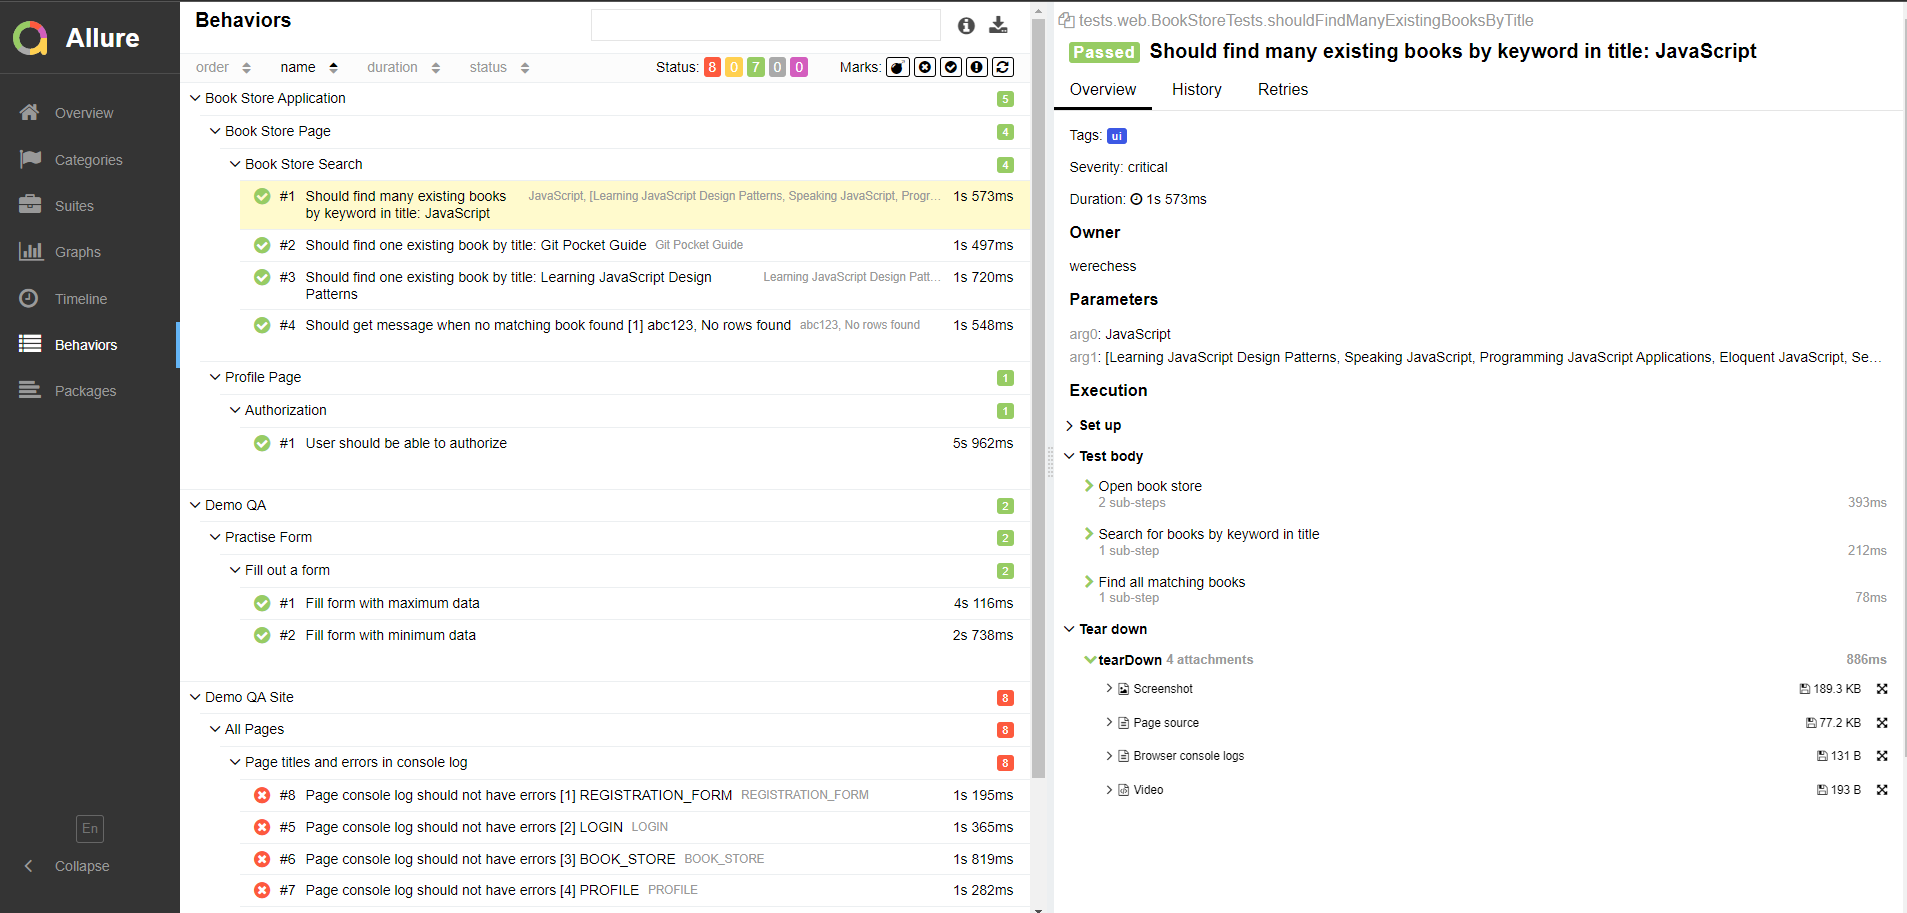 Allure
Overview
Categories
Suites
Graphs
Timeline
Behaviors
Packages
En
Collapse
Behaviors
order name duration status Status: 8 0 7 0 0 Marks:
Book Store Application 5
Book Store Page 4
Book Store Search 4
#1 Should find many existing books by keyword in title: JavaScript JavaScript, [Learning JavaScript Design Patterns, Speaking JavaScript, Progr... 1s 573ms
#2 Should find one existing book by title: Git Pocket Guide Git Pocket Guide 1s 497ms
#3 Should find one existing book by title: Learning JavaScript Design Patterns Learning JavaScript Design Patt... 1s 720ms
#4 Should get message when no matching book found [1] abc123, No rows found abc123, No rows found 1s 548ms
Profile Page 1
Authorization 1
#1 User should be able to authorize 5s 962ms
Demo QA 2
Practise Form 2
Fill out a form 2
#1 Fill form with maximum data 4s 116ms
#2 Fill form with minimum data 2s 738ms
Demo QA Site 8
All Pages 8
Page titles and errors in console log 8
#8 Page console log should not have errors [1] REGISTRATION_FORM REGISTRATION_FORM 1s 195ms
#5 Page console log should not have errors [2] LOGIN LOGIN 1s 365ms
#6 Page console log should not have errors [3] BOOK_STORE BOOK_STORE 1s 819ms
#7 Page console log should not have errors [4] PROFILE PROFILE 1s 282ms
tests.web.BookStoreTests.shouldFindManyExistingBooksByTitle
Passed Should find many existing books by keyword in title: JavaScript
Overview History Retries
Tags: ui
Severity: critical
Duration: 1s 573ms
Owner
werechess
Parameters
arg0: JavaScript
arg1: [Learning JavaScript Design Patterns, Speaking JavaScript, Programming JavaScript Applications, Eloquent JavaScript, Se...
Execution
Set up
Test body
Open book store
2 sub-steps 393ms
Search for books by keyword in title
1 sub-step 212ms
Find all matching books
1 sub-step 78ms
Tear down
tearDown 4 attachments 886ms
Screenshot 189.3 KB
Page source 77.2 KB
Browser console logs 131 B
Video 193 B